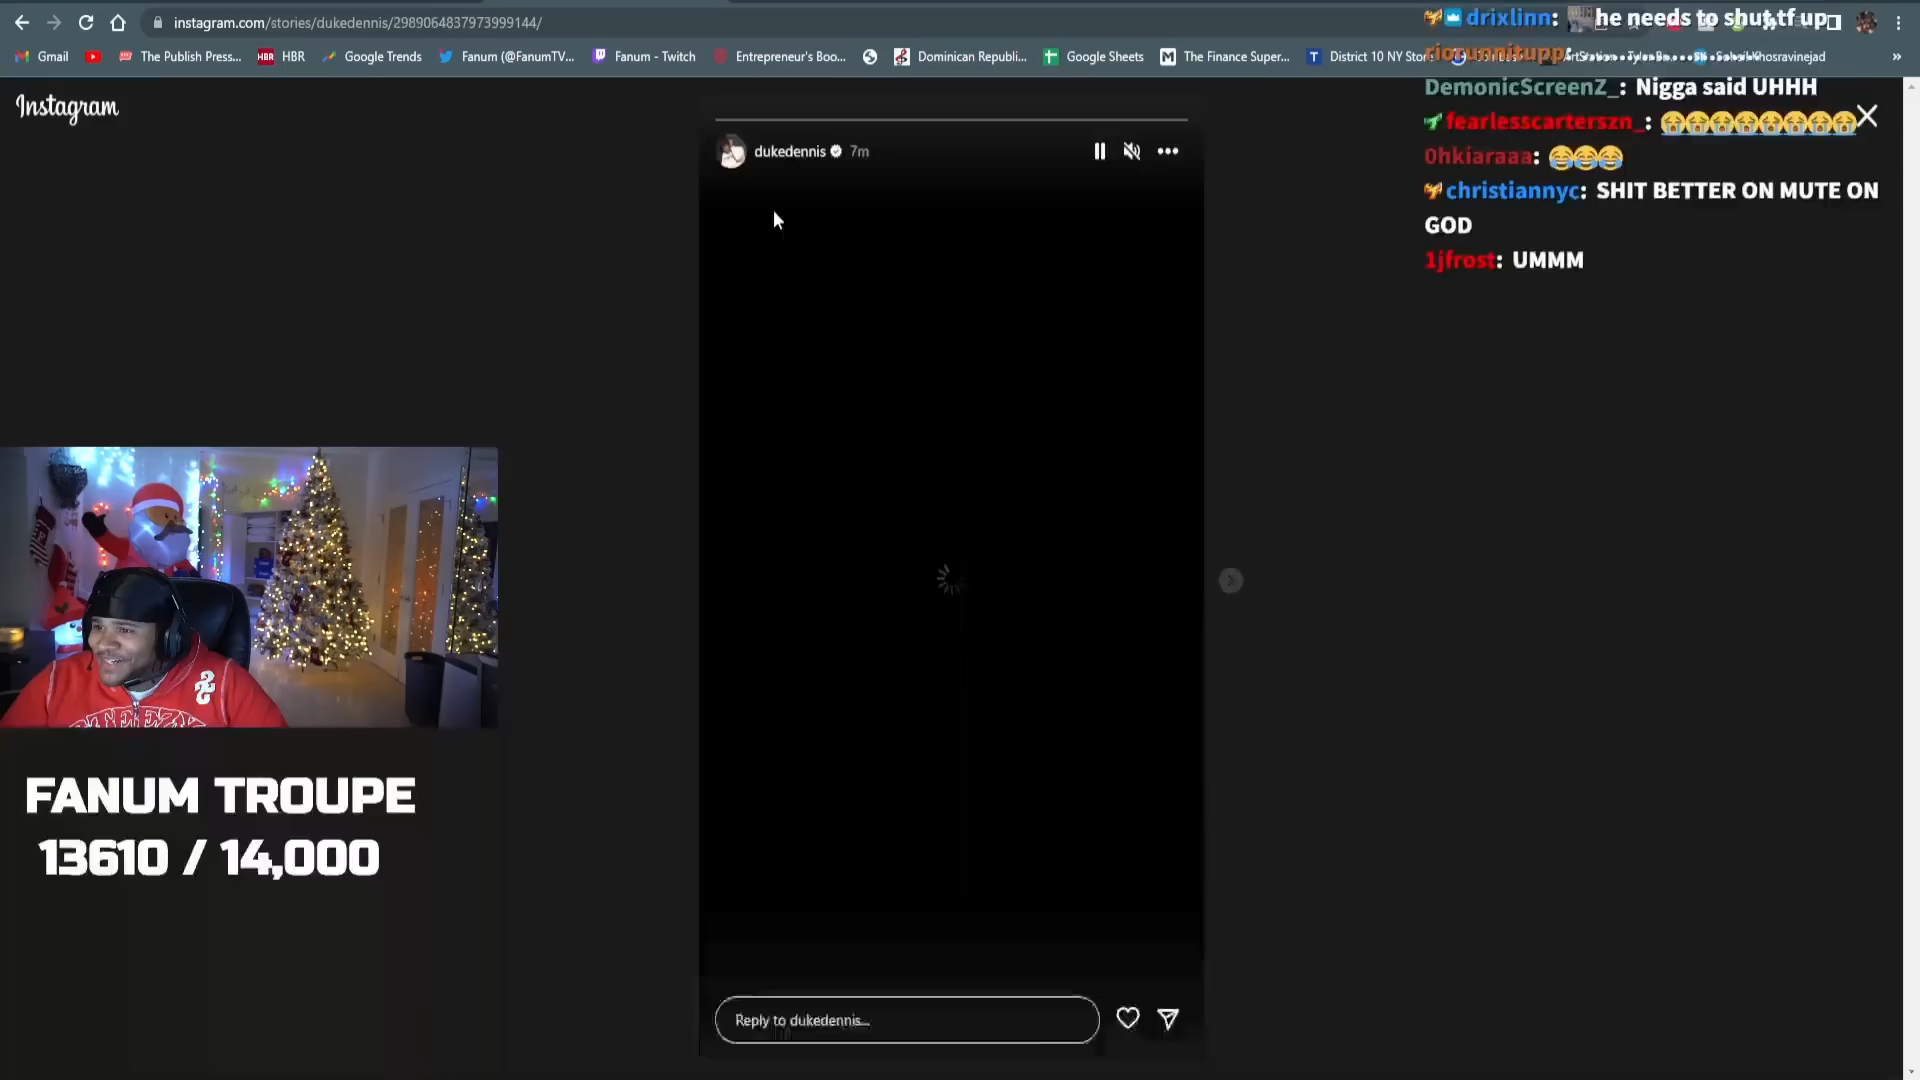 instagram.com/stories/dukedennis/2989064837973999144/
Gmail
The Publish Press...
HBR HBR
Google Trends
Fanum (@FanumTV...
Fanum - Twitch
Entrepreneur's Boo...
Dominican Republi...
Google Sheets
M The Finance Super...
T District 10 NY Stor
Soheil Khosravinejad
drixlinn: he needs to shut tf up
DemonicScreenZ_: Nigga said UHHH
fearlesscarterszn_: 😭😭😭😭😭😭😭😭
0hkiaraaa: 😂😂😂
christiannyc: SHIT BETTER ON MUTE ON
GOD
1jfrost: UMMM
Instagram
dukedennis 7m
FANUM TROUPE
13610 / 14,000
Reply to dukedennis...